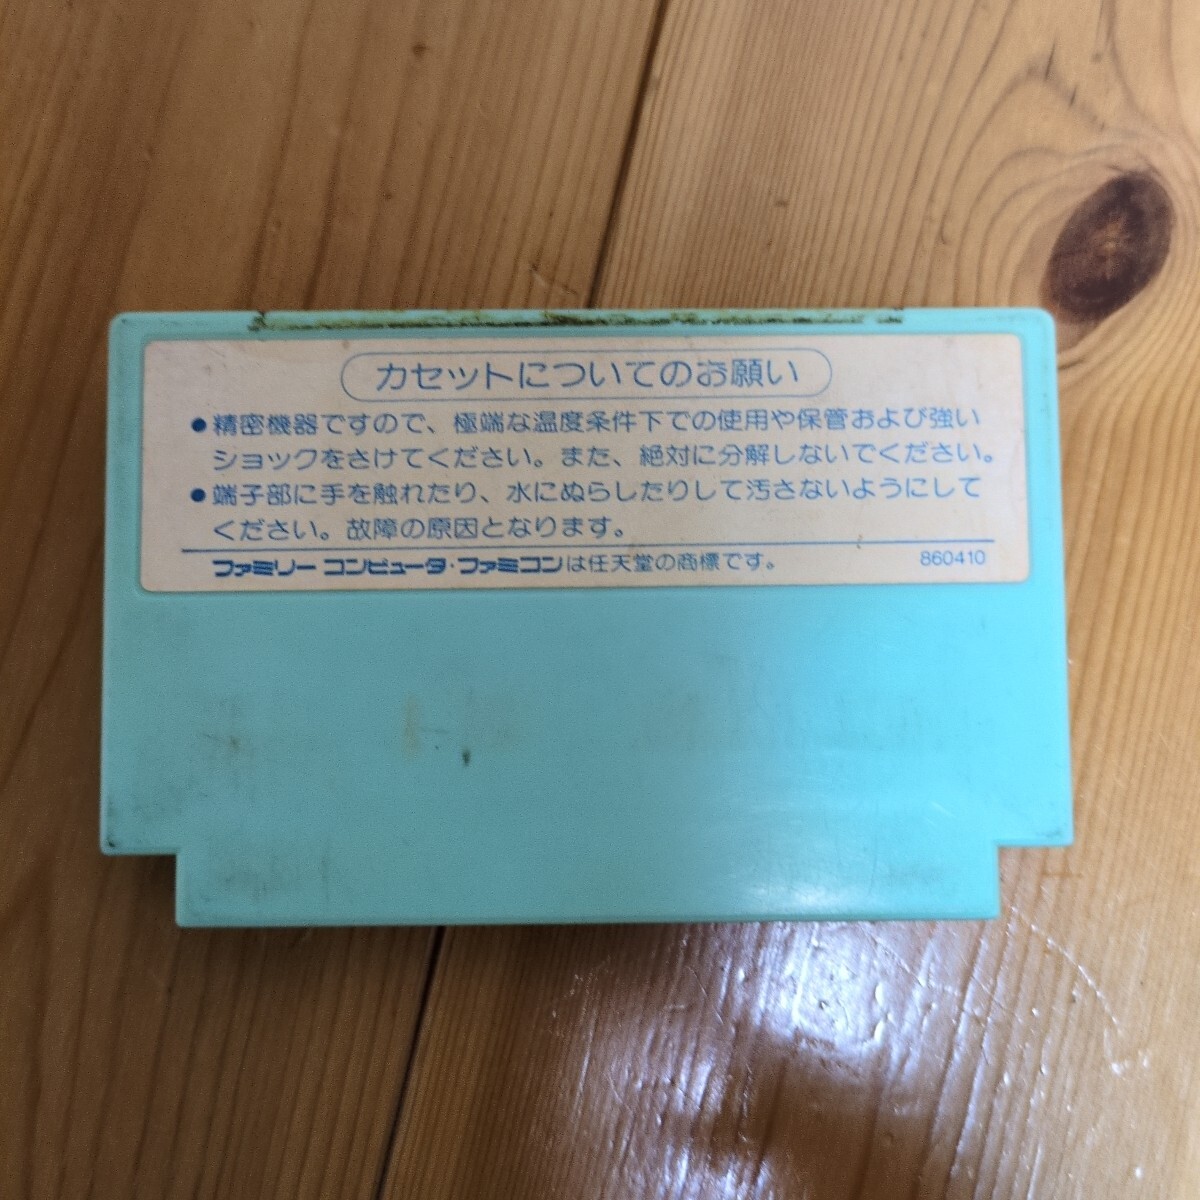 カセットについてのお願い
●精密機器ですので、極端な温度条件下での使用や保管および強い
ショックをさけてください。また、絶対に分解しないでください。
●端子部に手を触れたり、水にぬらしたりして汚さないようにして
ください。故障の原因となります。
ファミリーコンピュータ・ファミコンは任天堂の商標です。 860410